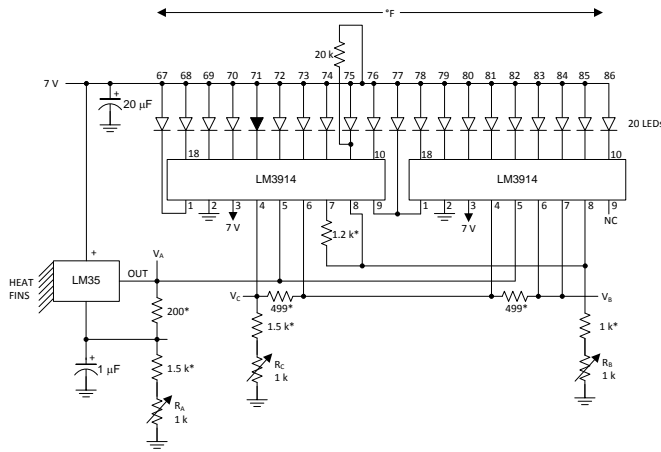 °F
20 k
7 V
67 68 69 70 71 72 73 74 75 76 77 78 79 80 81 82 83 84 85 86
20 µF
20 LEDs
18 10 18 10
LM3914 LM3914
1 2 3 4 5 6 7 8 9 1 2 3 4 5 6 7 8 9
7 V 7 V NC
1.2 k*
+
VA
OUT
HEAT
FINS
LM35
VC VB
499* 499*
200*
1.5 k* 1 k*
+
1 µF
1.5 k*
RC
1 k
RB
1 k
RA
1 k